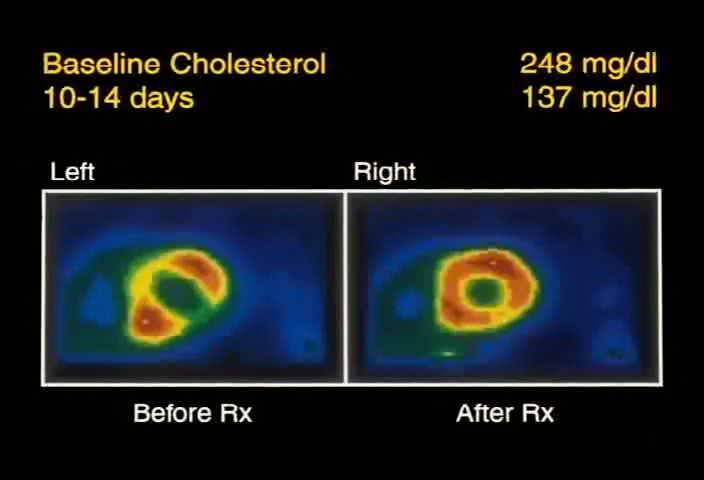 Baseline Cholesterol 248 mg/dl
10-14 days 137 mg/dl
Left Right
Before Rx After Rx